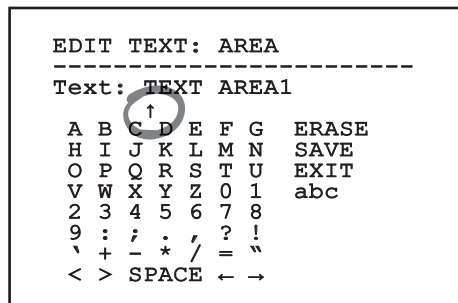 EDIT TEXT: AREA
------------------------
Text: TEXT AREA1
↑
A B C D E F G ERASE
H I J K L M N SAVE
O P Q R S T U EXIT
V W X Y Z 0 1 abc
2 3 4 5 6 7 8
9 : ; . , ? !
‘ + - * / = “
< > SPACE ← →